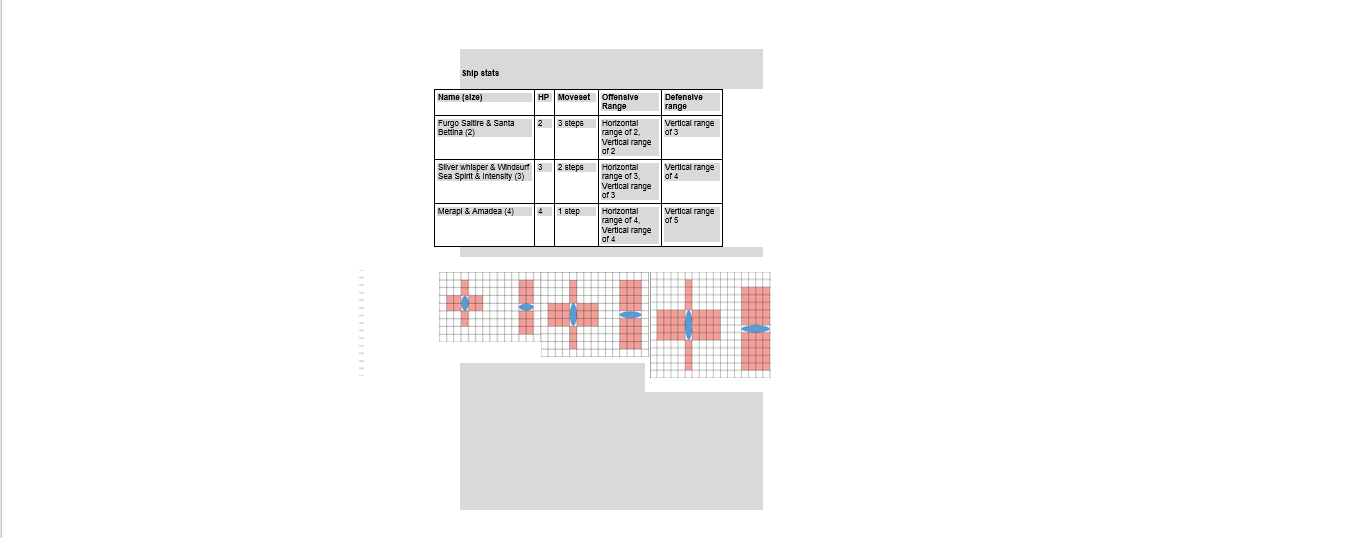 Ship stats
Name (size) HP Moveset Offensive Defensive
Range range
Furgo Saltire & Santa 2 3 steps Horizontal Vertical range
Bettina (2) range of 2, of 3
Vertical range
of 2
Silver whisper & Windsurf 3 2 steps Horizontal Vertical range
Sea Spirit & Intensity (3) range of 3, of 4
Vertical range
of 3
Merapi & Amadea (4) 4 1 step Horizontal Vertical range
range of 4, of 5
Vertical range
of 4